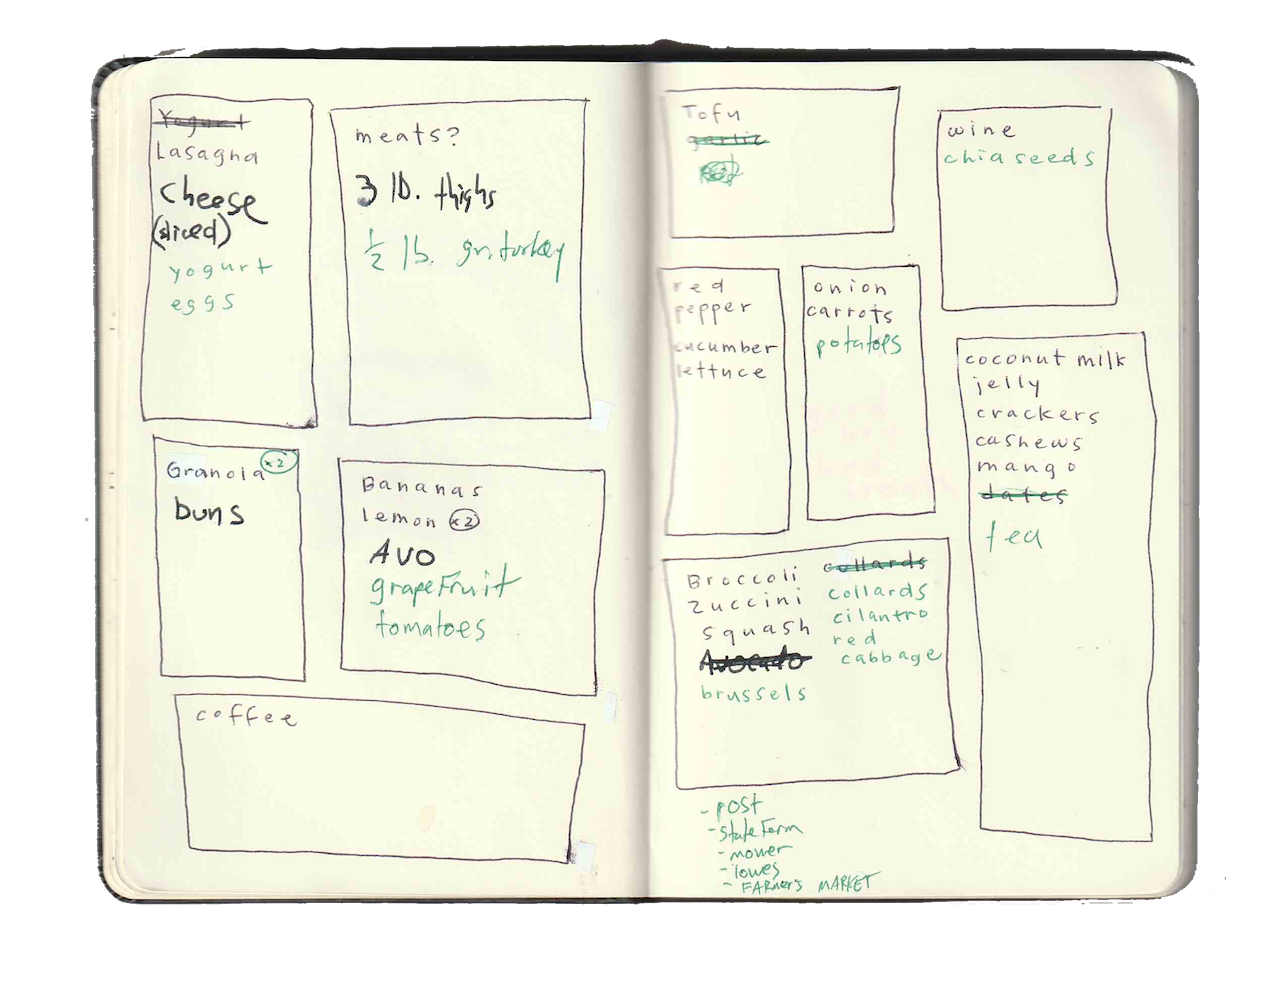 Yogurt
Lasagna
cheese
(sliced)
yogurt
eggs
meats?
3 lb. thighs
1/2 lb. gr. turkey
Granola x2
buns
Bananas
lemon x2
AVO
grapefruit
tomatoes
coffee
Tofu
garlic
wine
chia seeds
red
pepper
cucumber
lettuce
onion
carrots
potatoes
coconut milk
jelly
crackers
cashews
mango
dates
tea
Broccoli
Zuccini
squash
Avocado
brussels
collards
collards
cilantro
red
cabbage
- post
- State Farm
- mower
- lowes
- FARMERS MARKET